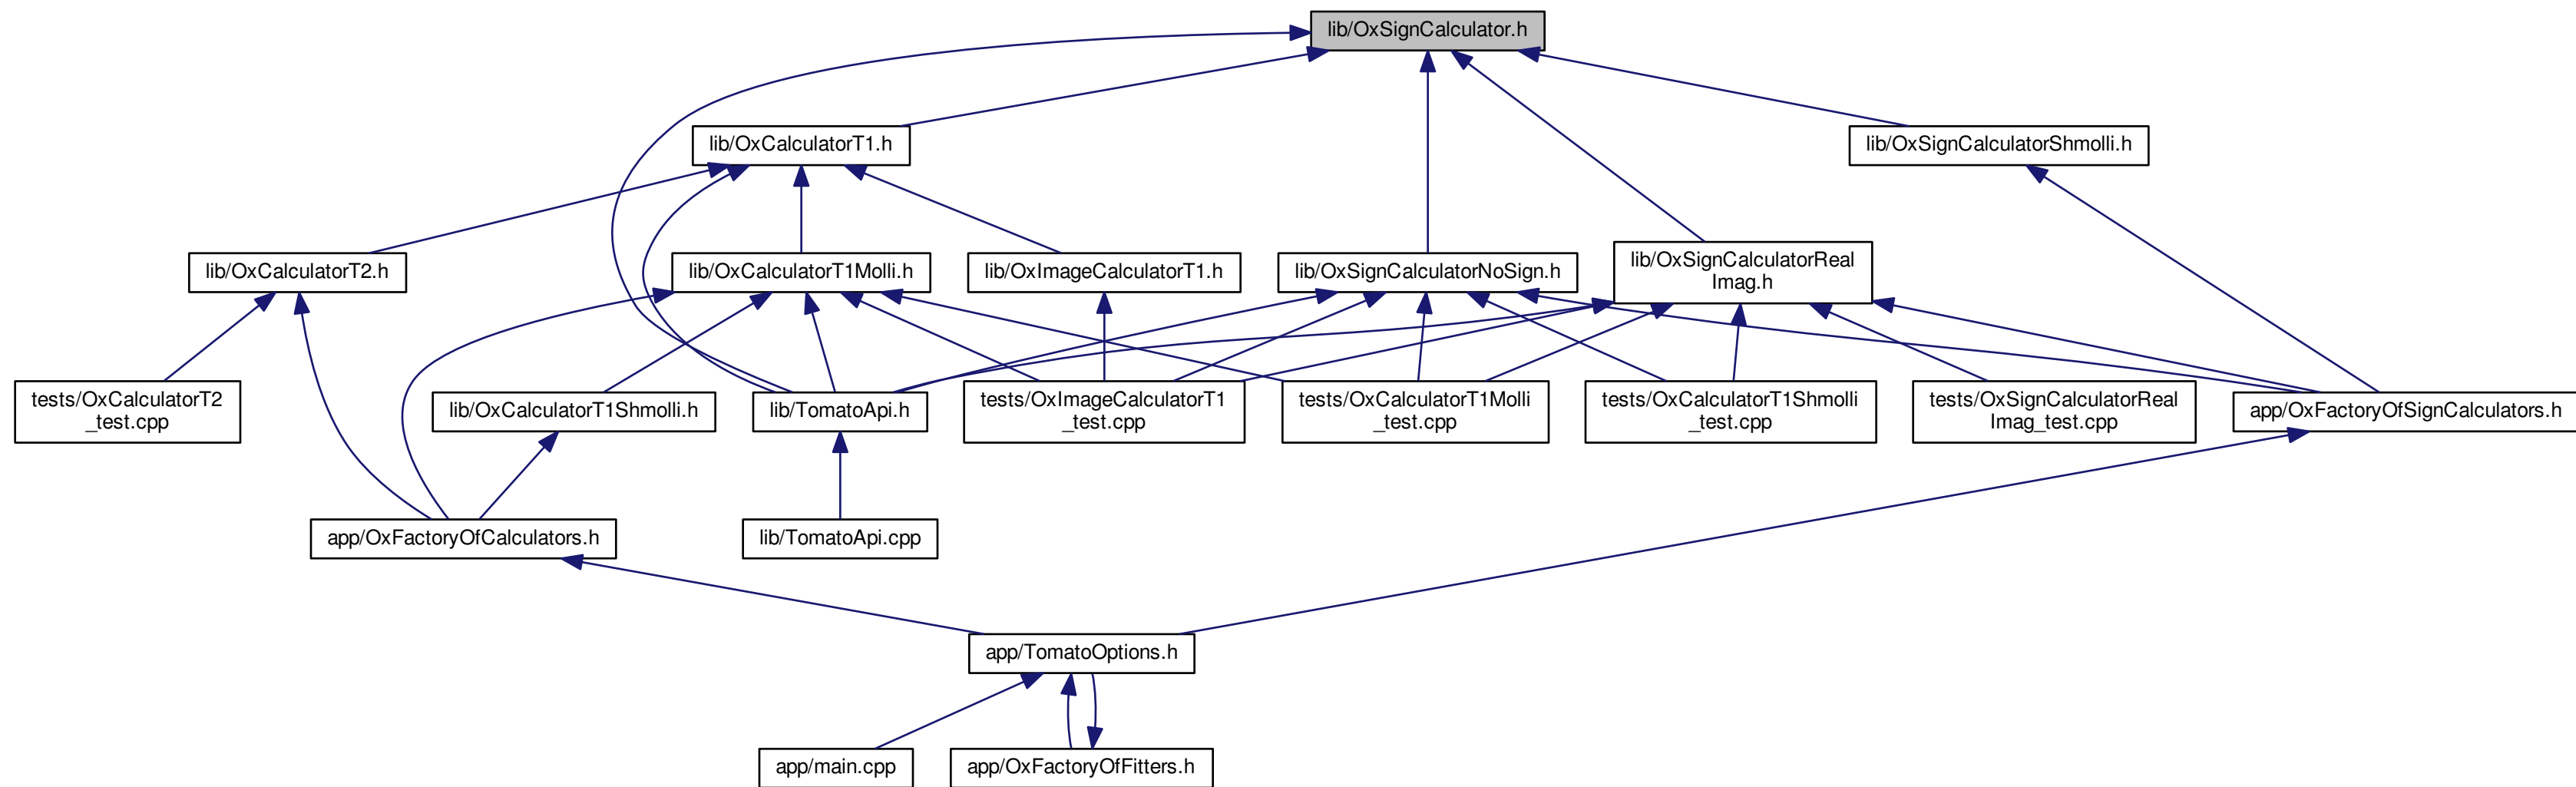 lib/OxSignCalculator.h
lib/OxCalculatorT1.h
lib/OxSignCalculatorShmolli.h
lib/OxCalculatorT2.h
lib/OxCalculatorT1Molli.h
lib/OxImageCalculatorT1.h
lib/OxSignCalculatorNoSign.h
lib/OxSignCalculatorReal
Imag.h
tests/OxCalculatorT2
_test.cpp
lib/OxCalculatorT1Shmolli.h
lib/TomatoApi.h
tests/OxImageCalculatorT1
_test.cpp
tests/OxCalculatorT1Molli
_test.cpp
tests/OxCalculatorT1Shmolli
_test.cpp
tests/OxSignCalculatorReal
Imag_test.cpp
app/OxFactoryOfSignCalculators.h
app/OxFactoryOfCalculators.h
lib/TomatoApi.cpp
app/TomatoOptions.h
app/main.cpp
app/OxFactoryOfFitters.h